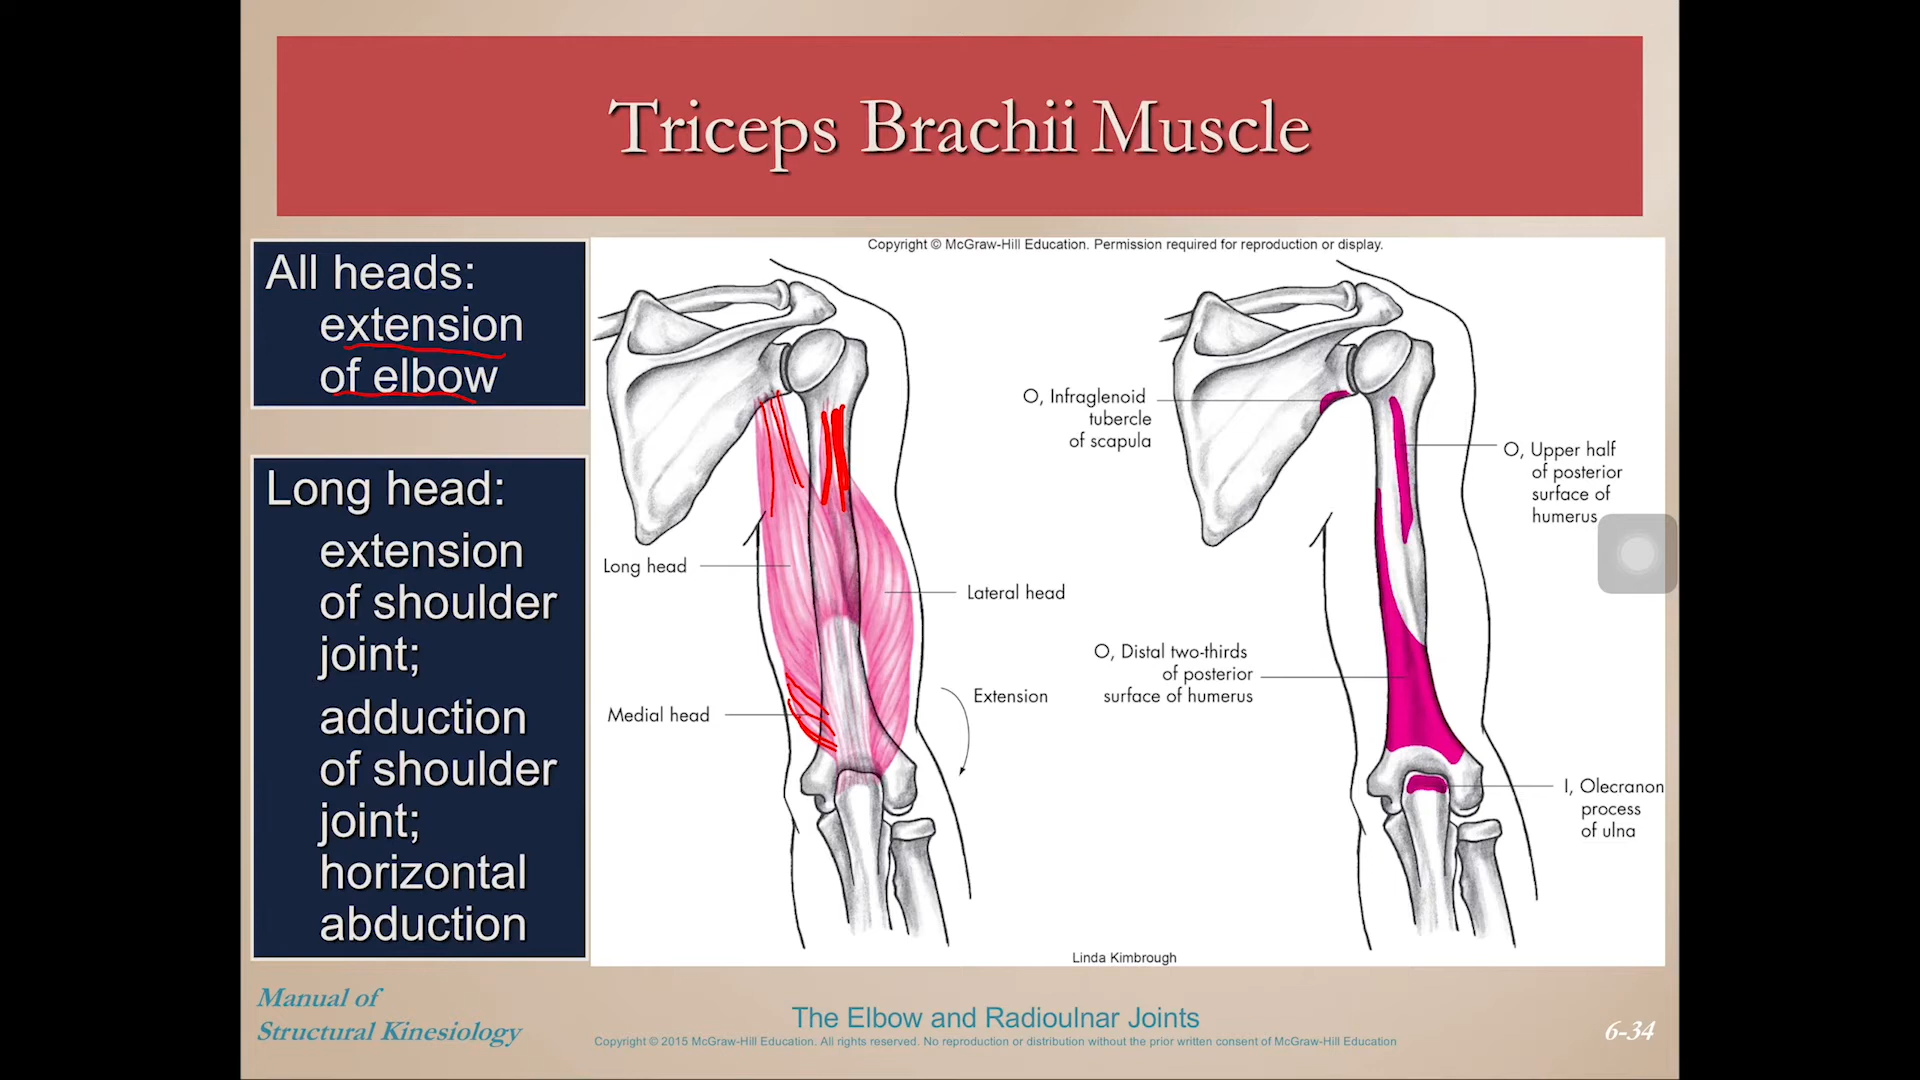 Triceps Brachii Muscle
All heads:
extension
of elbow
Long head:
extension
of shoulder
joint;
adduction
of shoulder
joint;
horizontal
abduction
Copyright © McGraw-Hill Education. Permission required for reproduction or display.
Long head
Medial head
Lateral head
Extension
O, Infraglenoid
tubercle
of scapula
O, Upper half
of posterior
surface of
humerus
O, Distal two-thirds
of posterior
surface of humerus
I, Olecranon
process
of ulna
Linda Kimbrough
Manual of
Structural Kinesiology
The Elbow and Radioulnar Joints
Copyright © 2015 McGraw-Hill Education. All rights reserved. No reproduction or distribution without the prior written consent of McGraw-Hill Education
6-34